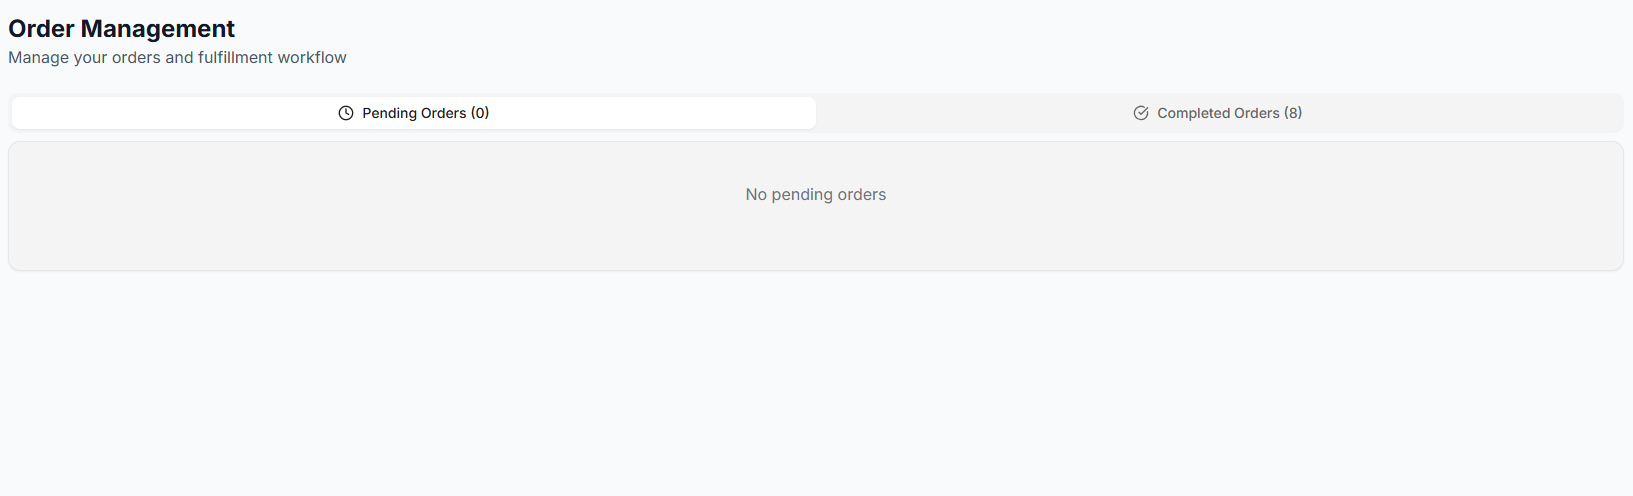 Order Management
Manage your orders and fulfillment workflow
Pending Orders (0)
Completed Orders (8)
No pending orders